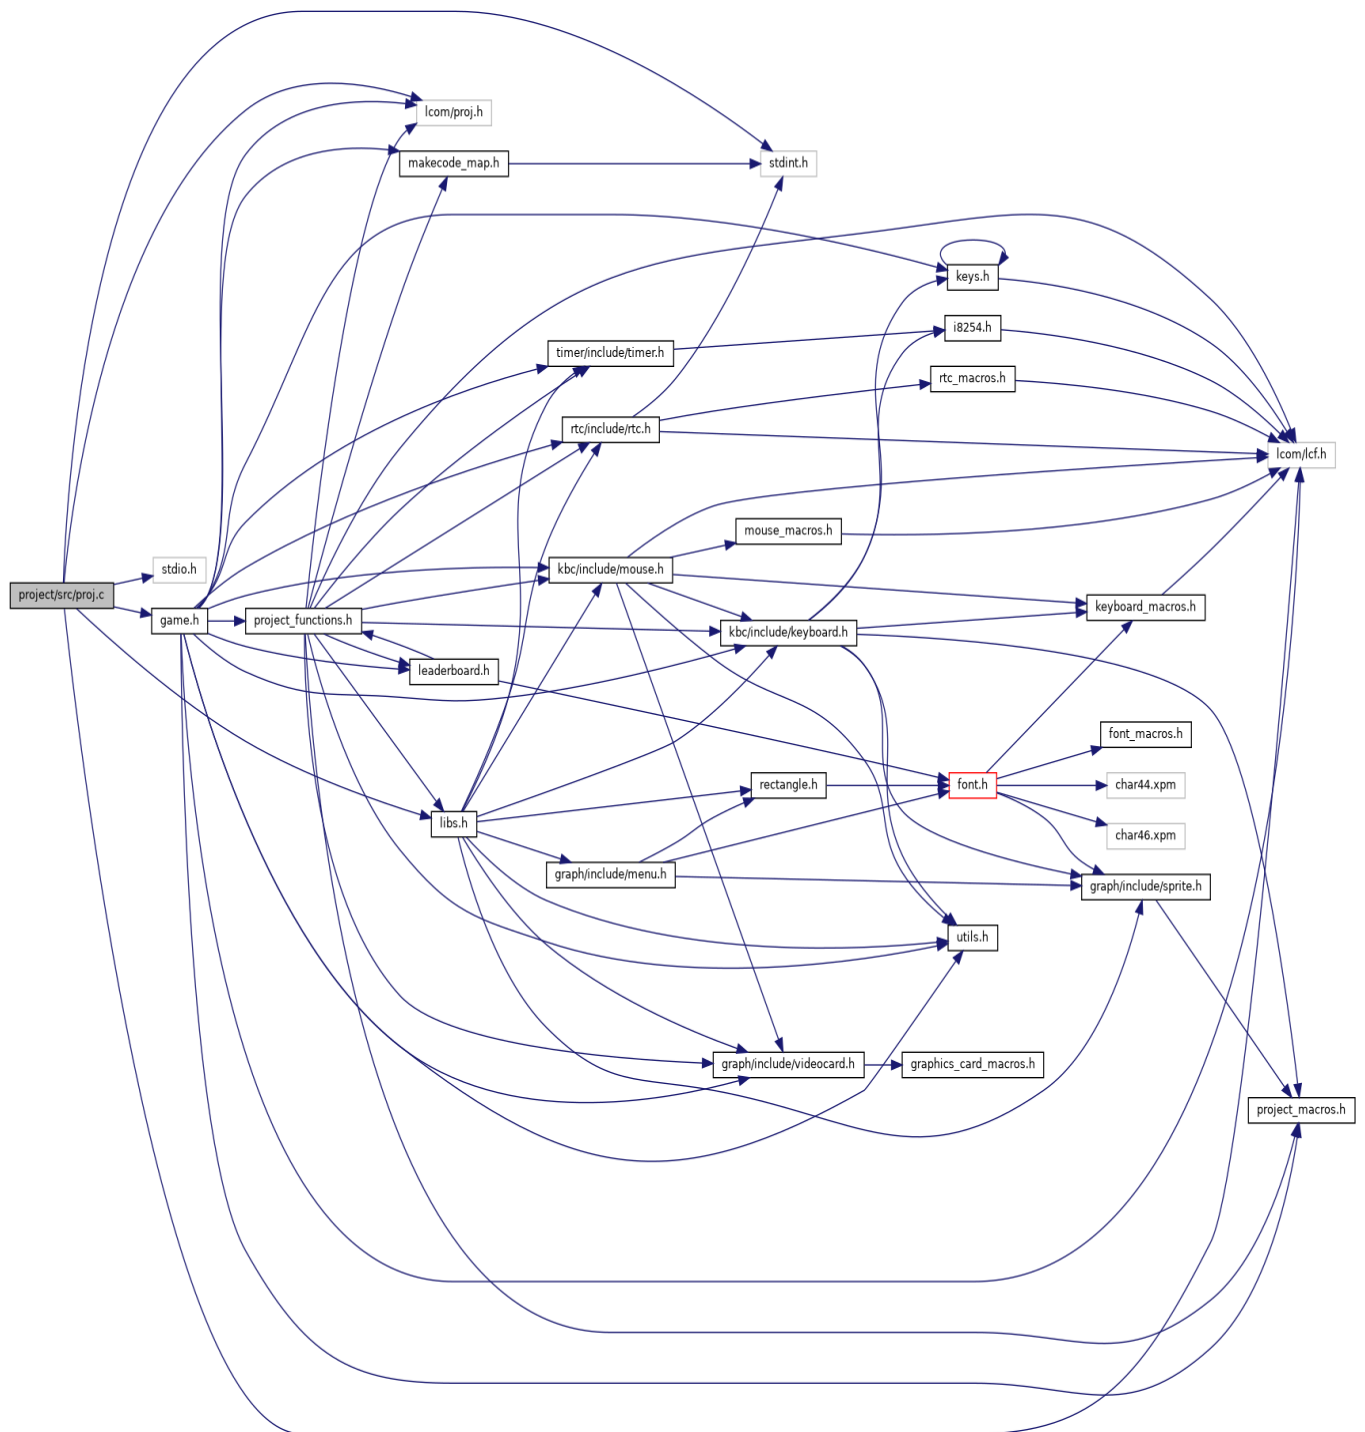 lcom/proj.h
makecode_map.h
stdint.h
keys.h
i8254.h
timer/include/timer.h
rtc_macros.h
rtc/include/rtc.h
lcom/lcf.h
mouse_macros.h
stdio.h
kbc/include/mouse.h
project/src/proj.c
keyboard_macros.h
game.h
project_functions.h
kbc/include/keyboard.h
leaderboard.h
font_macros.h
rectangle.h
font.h
char44.xpm
libs.h
char46.xpm
graph/include/menu.h
graph/include/sprite.h
utils.h
graph/include/videocard.h
graphics_card_macros.h
project_macros.h